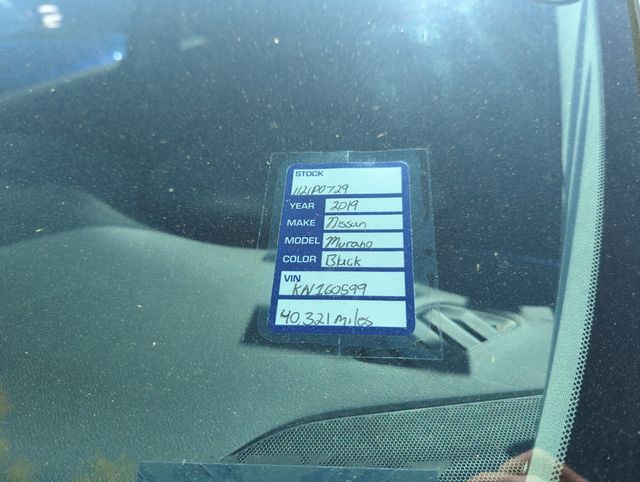 STOCK
1121P0729
YEAR 2019
MAKE Nissan
MODEL Murano
COLOR Black
VIN
KN160599
40,321 miles